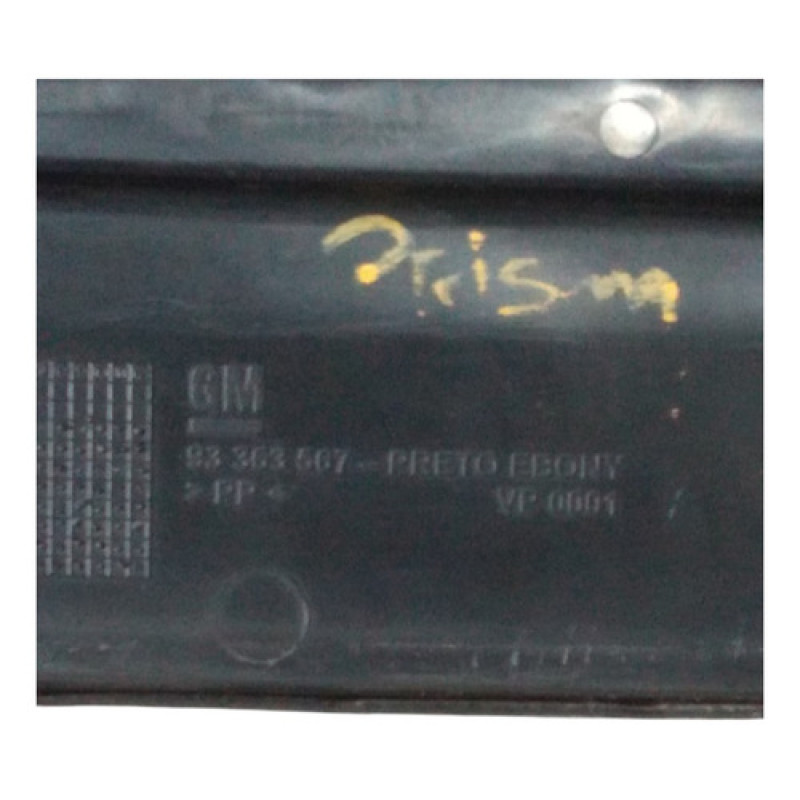 Prisma
GM
93 363 567 - PRETO EBONY
> PP < VP 0001